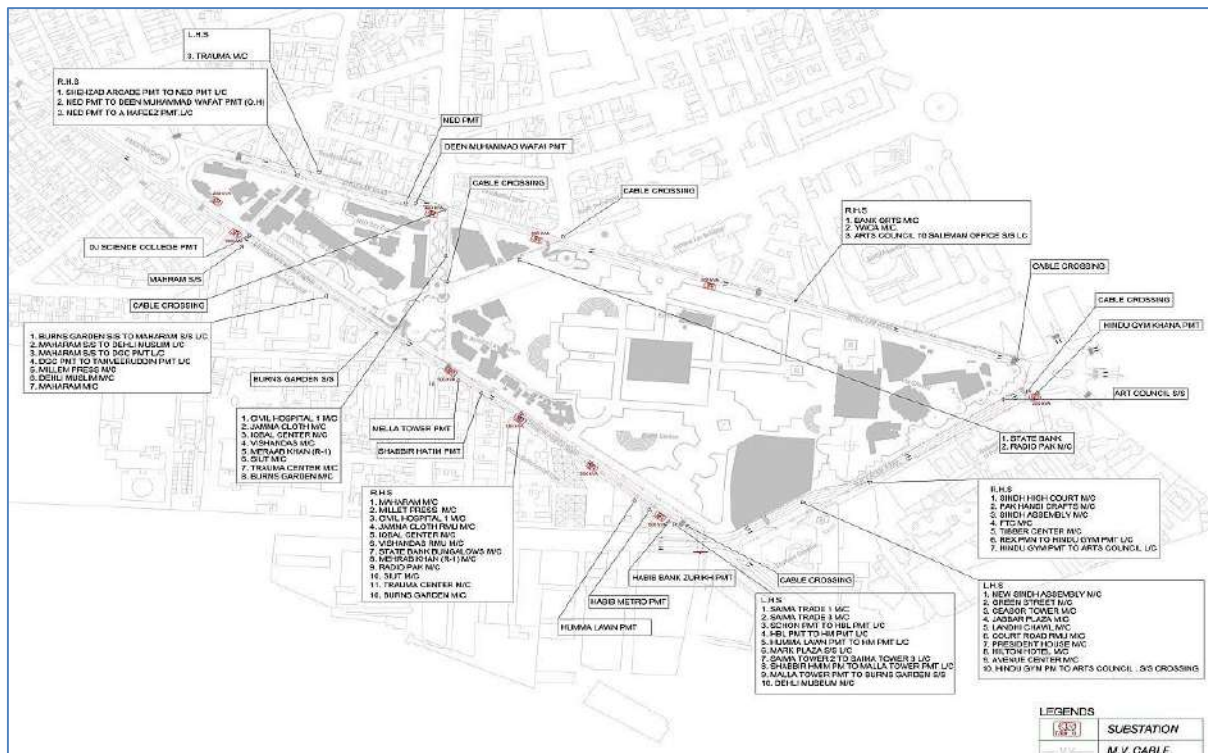 L.H.S
3. TRAUMA M/C
R.H.S
1. SHEHZAD ARCADE PMT TO NED PMT L/C
2. NED PMT TO DEEN MUHAMMAD WAFAT PMT (O.H)
3. NED PMT TO A HAFEEZ PMT L/C
NED PMT
DEEN MUHAMMAD WAFAI PMT
CABLE CROSSING
CABLE CROSSING
R.H.S
1. BANK ORTS M/C
2. YWCA M/C
3. ARTS COUNCIL TO SALEMAN OFFICE S/S LC
CABLE CROSSING
CABLE CROSSING
HINDU GYM KHANA PMT
ART COUNCIL S/S
DJ SCIENCE COLLEGE PMT
MAHRAM S/S
CABLE CROSSING
1. BURNS GARDEN S/S TO MAHARAM S/S L/C
2. MAHARAM S/S TO DEHLI MUSLIM L/C
3. MAHARAM S/S TO DGC PMT L/C
4. DGC PMT TO TANVEERUDDIN PMT L/C
5. MILLEM PRESS M/C
6. DEHLI MUSLIM M/C
7. MAHARAM M/C
BURNS GARDEN S/S
1. CIVIL HOSPITAL 1 M/C
2. JAMNA CLOTH M/C
3. IQBAL CENTER M/C
4. VISHANDAS M/C
5. MERAAB KHAN (R-1)
6. SILIT M/C
7. TRAUMA CENTER M/C
8. BURNS GARDEN M/C
MELLA TOWER PMT
SHABBIR HATIM PMT
1. STATE BANK
2. RADIO PAK M/C
R.H.S
1. MAHARAM M/C
2. MILLET PRESS M/C
3. CIVIL HOSPITAL 1 M/C
4. JAMNA CLOTH RMU M/C
5. IQBAL CENTER M/C
6. VISHANDAS RMU M/C
7. STATE BANK BUNGALOWS M/C
8. MEHRAB KHAN (R-1) M/C
9. RADIO PAK M/C
10. SILIT M/C
11. TRAUMA CENTER M/C
10. BURNS GARDEN M/C
R.H.S
1. SINDH HIGH COURT M/C
2. PAK HANDI CRAFTS M/C
3. SINDH ASSEMBLY M/C
4. FTC M/C
5. TIBBER CENTER M/C
6. REX PMT TO HINDU GYM PMT L/C
7. HINDU GYM PMT TO ARTS COUNCIL L/C
HABIB BANK ZURIKH PMT
CABLE CROSSING
HABIB METRO PMT
HUMMA LAWN PMT
L.H.S
1. SAIMA TRADE 1 M/C
2. SAIMA TRADE M/C
3. SCHON PMT TO HBL PMT L/C
4. HBL PMT TO HM PMT L/C
5. HUMMA LAWN PMT TO HM PMT L/C
6. MARK PLAZA S/S L/C
7. SAIMA TOWER 2 TO SAIMA TOWER 3 L/C
8. SHABBIR HMIM PM TO MALLA TOWER PMT L/C
9. MALLA TOWER PMT TO BURNS GARDEN S/S
10. DEHLI MUSEUM M/C
L.H.S
1. NEW SINDH ASSEMBLY M/C
2. GREEN STREET M/C
3. CEASOR TOWER M/C
4. JABBAR PLAZA M/C
5. LANDHI CHAWL M/C
6. COURT ROAD RMU M/C
7. PRESIDENT HOUSE M/C
8. HILTON HOTEL M/C
9. AVENUE CENTER M/C
10. HINDU GYM PM TO ARTS COUNCIL . S/S CROSSING
LEGENDS
SUBSTATION
M.V. CABLE